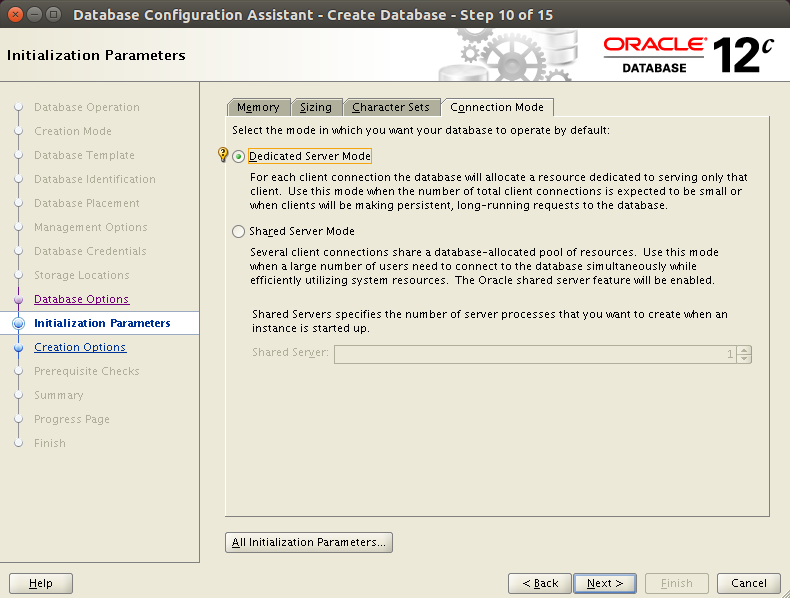 Database Configuration Assistant - Create Database - Step 10 of 15
Initialization Parameters
ORACLE®
DATABASE
12c
Database Operation
Creation Mode
Database Template
Database Identification
Database Placement
Management Options
Database Credentials
Storage Locations
Database Options
Initialization Parameters
Creation Options
Prerequisite Checks
Summary
Progress Page
Finish
Memory Sizing Character Sets Connection Mode
Select the mode in which you want your database to operate by default:
Dedicated Server Mode
For each client connection the database will allocate a resource dedicated to serving only that
client. Use this mode when the number of total client connections is expected to be small or
when clients will be making persistent, long-running requests to the database.
Shared Server Mode
Several client connections share a database-allocated pool of resources. Use this mode
when a large number of users need to connect to the database simultaneously while
efficiently utilizing system resources. The Oracle shared server feature will be enabled.
Shared Servers specifies the number of server processes that you want to create when an
instance is started up.
Shared Server: 1
All Initialization Parameters...
Help < Back Next > Finish Cancel